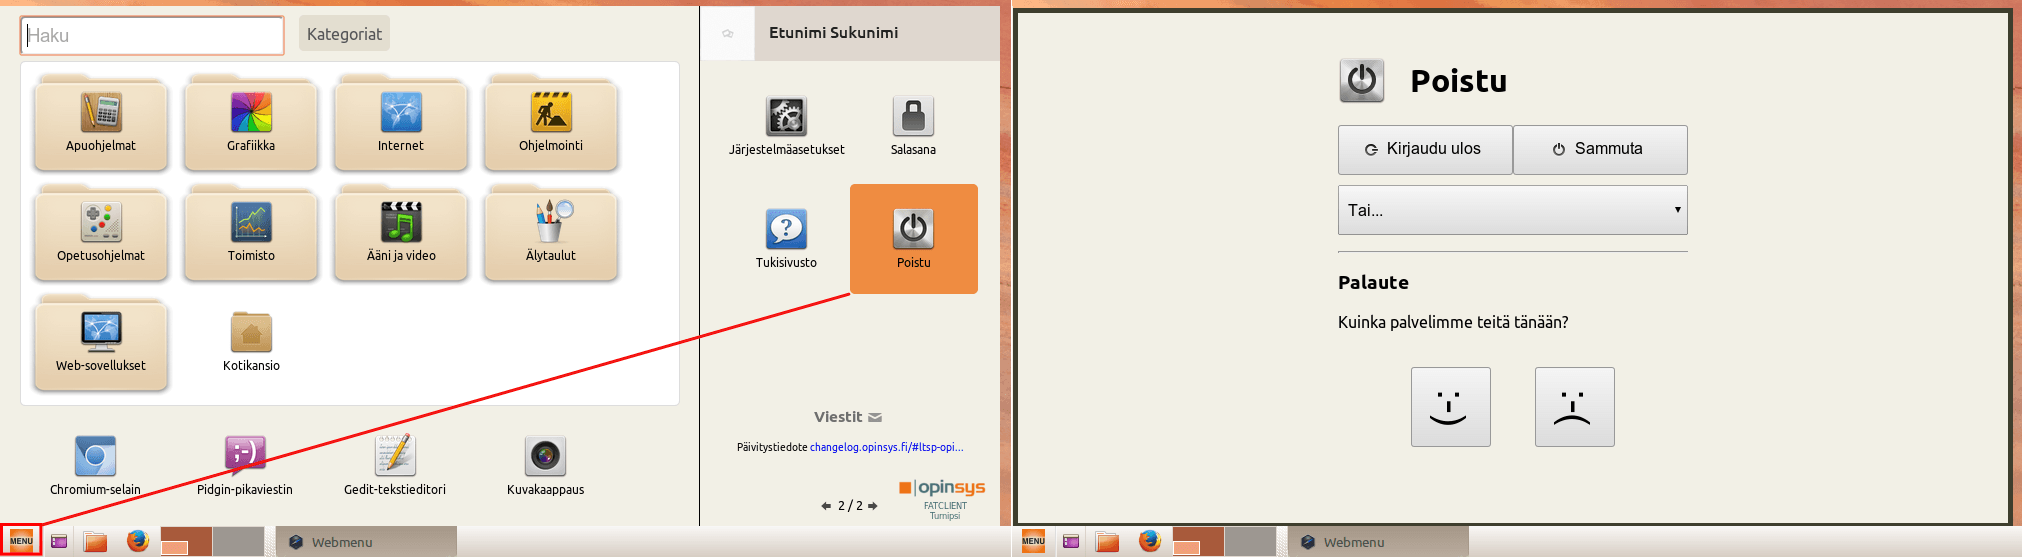 Haku
Kategoriat
Apuohjelmat
Grafiikka
Internet
Ohjelmointi
Opetusohjelmat
Toimisto
Ääni ja video
Älytaulut
Web-sovellukset
Kotikansio
Chromium-selain
Pidgin-pikaviestin
Gedit-tekstieditori
Kuvakaappaus
Etunimi Sukunimi
Järjestelmäasetukset
Salasana
Tukisivusto
Poistu
Viestit
Päivitystiedote changelog.opinsys.fi/#ltsp-opi...
2 / 2
opinsys
FATCLIENT
Turnipsi
MENU
Webmenu
Poistu
Kirjaudu ulos
Sammuta
Tai...
Palaute
Kuinka palvelimme teitä tänään?
MENU
Webmenu